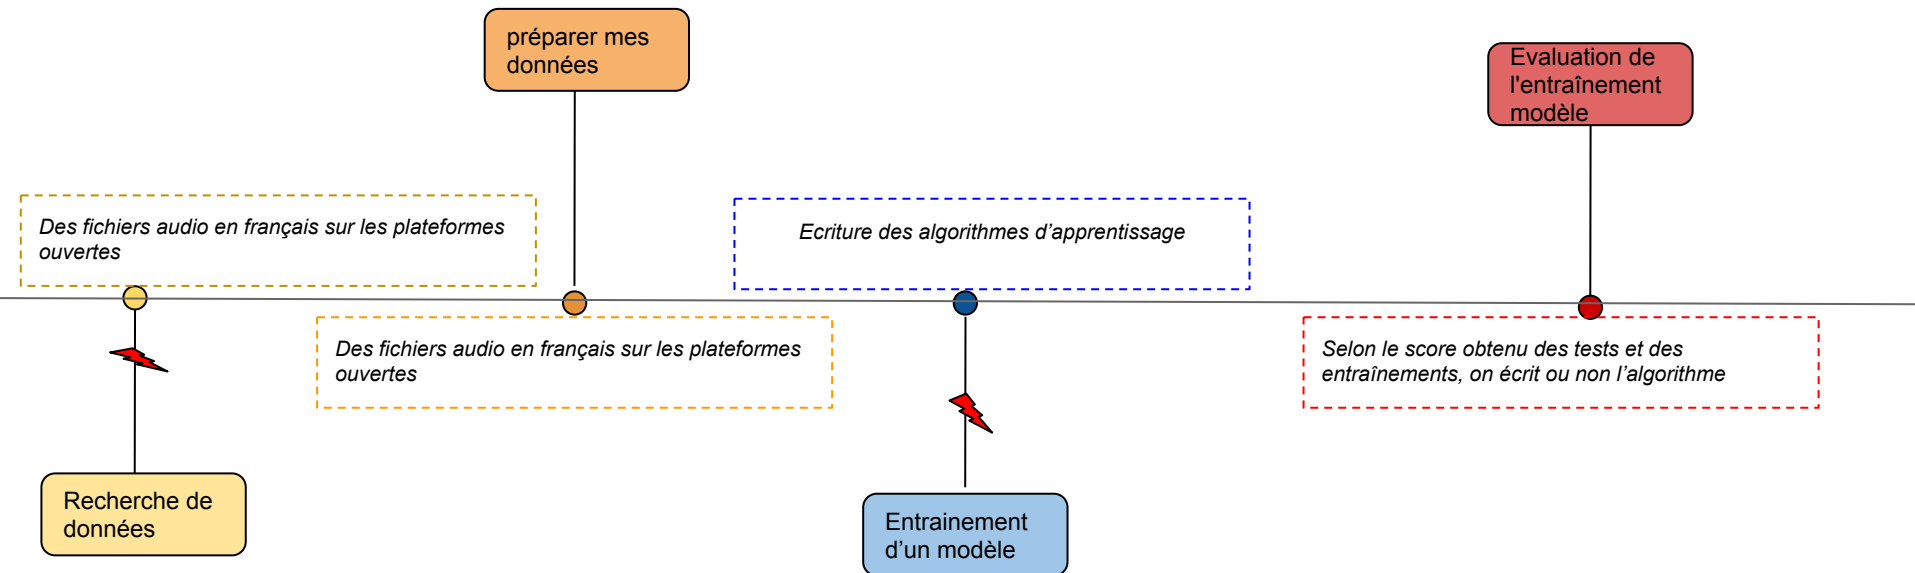 préparer mes
données
Evaluation de
l'entraînement
modèle
Des fichiers audio en français sur les plateformes
ouvertes
Ecriture des algorithmes d’apprentissage
Des fichiers audio en français sur les plateformes
ouvertes
Selon le score obtenu des tests et des
entraînements, on écrit ou non l’algorithme
Recherche de
données
Entrainement
d’un modèle